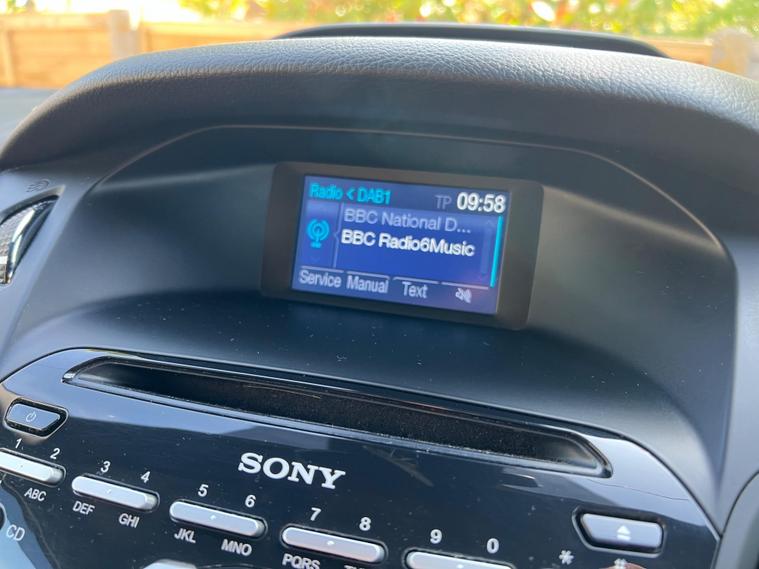 Radio < DAB1 TP 09:58
BBC National D...
BBC Radio6Music
Service Manual Text
SONY
1 2 3 4 5 6 7 8 9 0 * #
ABC DEF GHI JKL MNO PQRS
CD